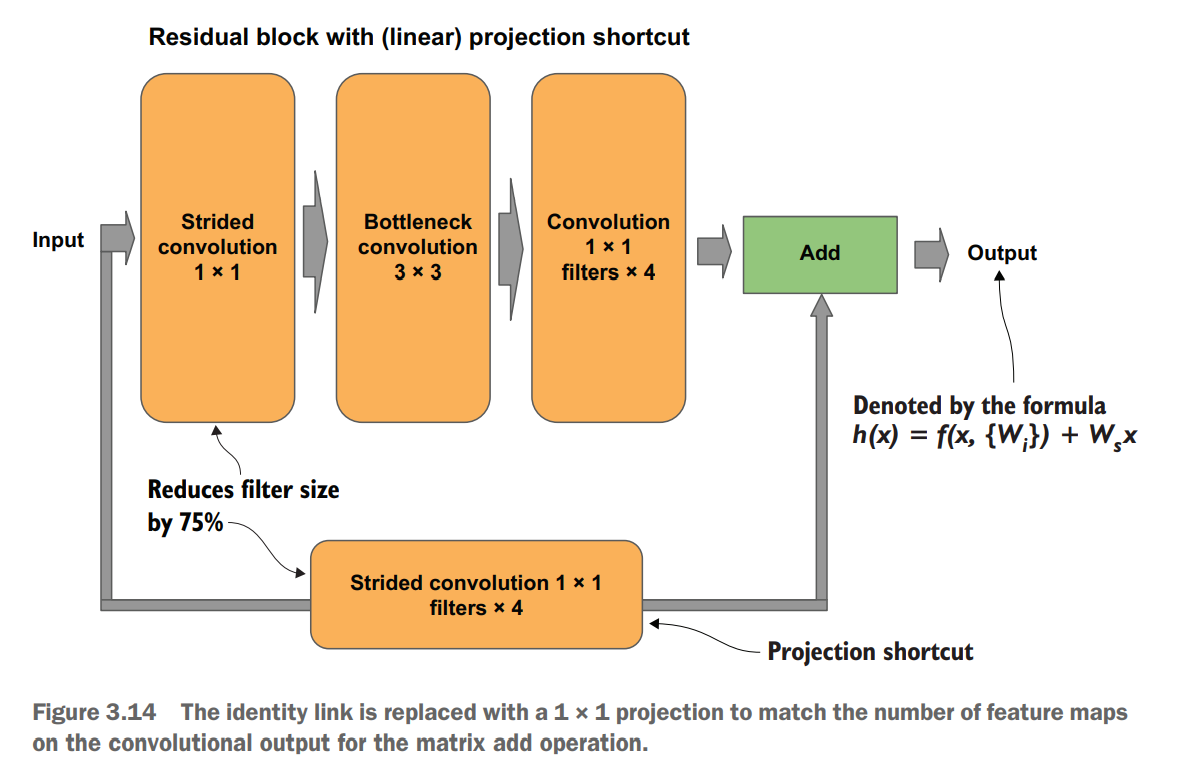 Residual block with (linear) projection shortcut
Input
Strided
convolution
1 × 1
Bottleneck
convolution
3 × 3
Convolution
1 × 1
filters × 4
Add
Output
Denoted by the formula
h(x) = f(x, {Wᵢ}) + Wₛx
Reduces filter size
by 75%
Strided convolution 1 × 1
filters × 4
Projection shortcut
Figure 3.14 The identity link is replaced with a 1 × 1 projection to match the number of feature maps
on the convolutional output for the matrix add operation.